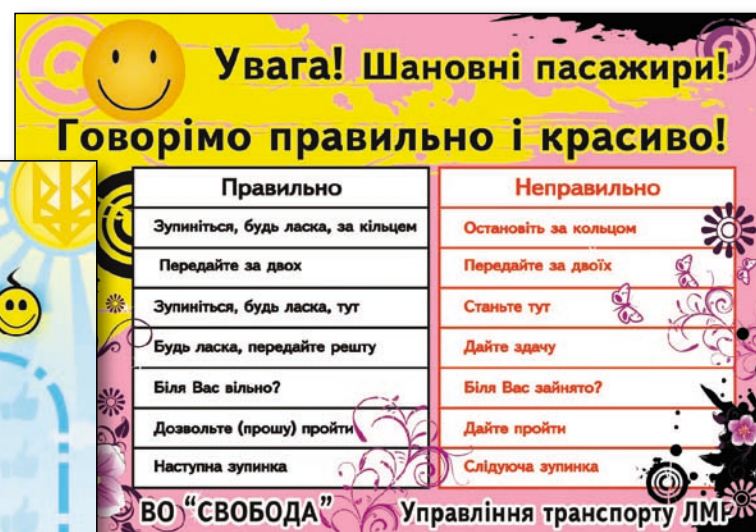 Увага! Шановні пасажири!
Говорімо правильно і красиво!
Правильно Неправильно
Зупиніться, будь ласка, за кільцем Остановіть за кольцом
Передайте за двох Передайте за двоїх
Зупиніться, будь ласка, тут Станьте тут
Будь ласка, передайте решту Дайте здачу
Біля Вас вільно? Біля Вас зайнято?
Дозвольте (прошу) пройти Дайте пройти
Наступна зупинка Слідуюча зупинка
ВО “СВОБОДА” Управління транспорту ЛМР